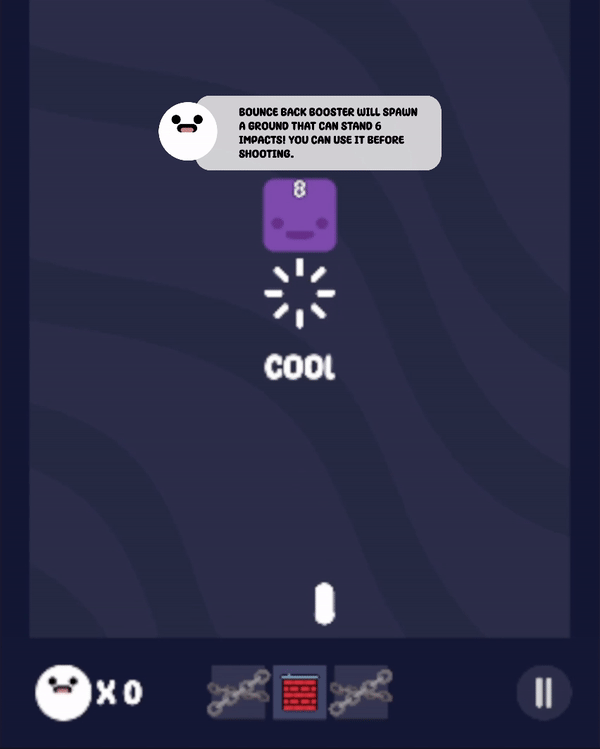 BOUNCE BACK BOOSTER WILL SPAWN
A GROUND THAT CAN STAND 6
IMPACTS! YOU CAN USE IT BEFORE
SHOOTING.
8
COOL
X 0